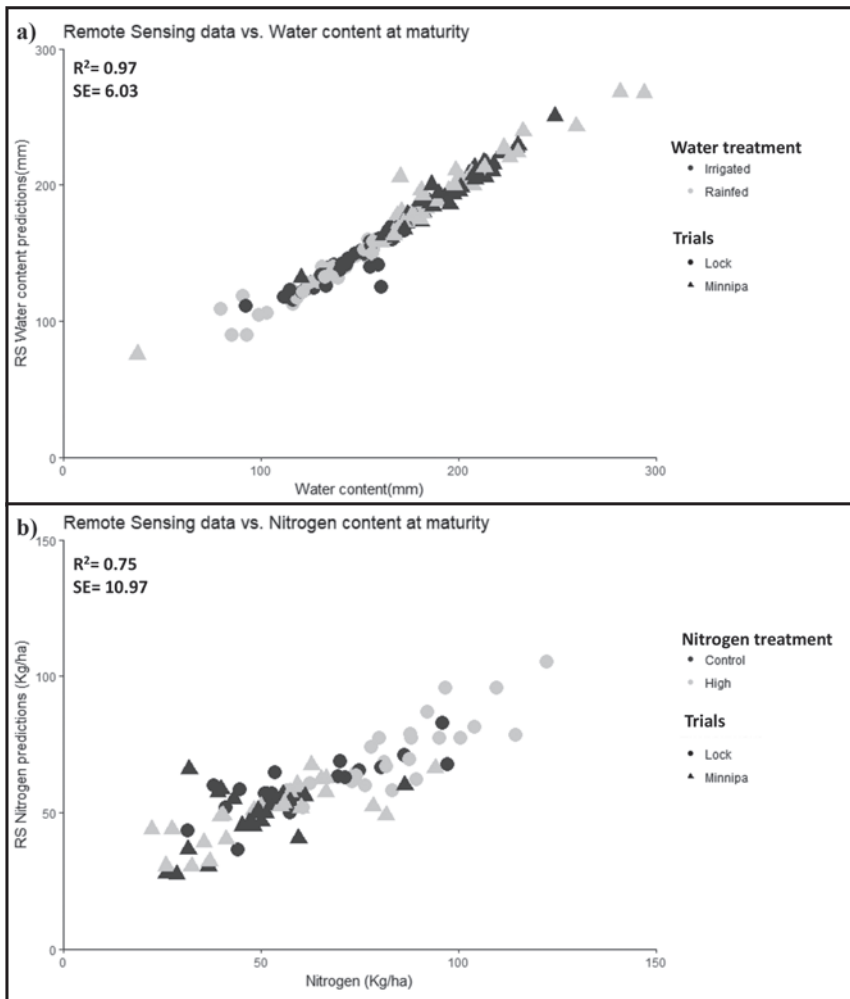 a) Remote Sensing data vs. Water content at maturity
300
R²= 0.97
SE= 6.03
200
100
0
RS Water content predictions(mm)
0 100 200 300
Water content(mm)
Water treatment
Irrigated
Rainfed
Trials
Lock
Minnipa
b) Remote Sensing data vs. Nitrogen content at maturity
150
R²= 0.75
SE= 10.97
100
50
0
RS Nitrogen predictions (Kg/ha)
0 50 100 150
Nitrogen (Kg/ha)
Nitrogen treatment
Control
High
Trials
Lock
Minnipa